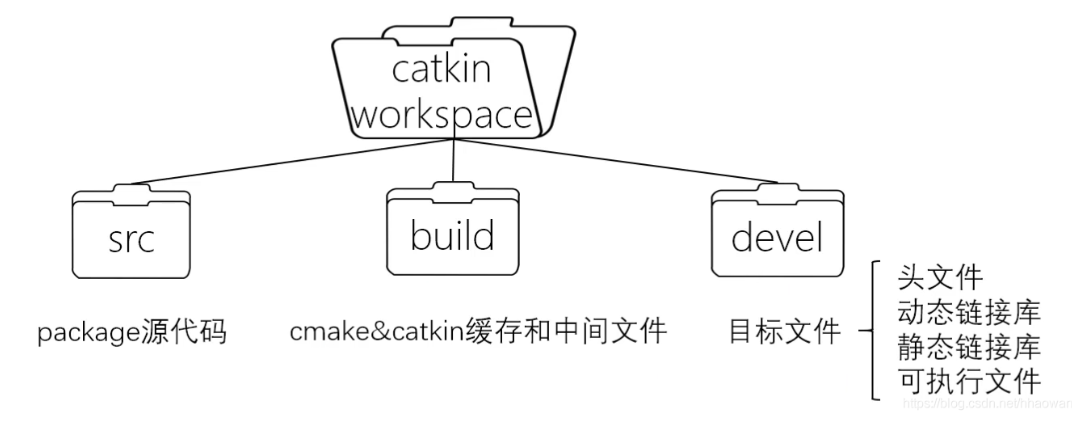 catkin
workspace
src
build
devel
package源代码
cmake&catkin缓存和中间文件
目标文件
头文件
动态链接库
静态链接库
可执行文件
https://blog.csdn.net/hhaowan